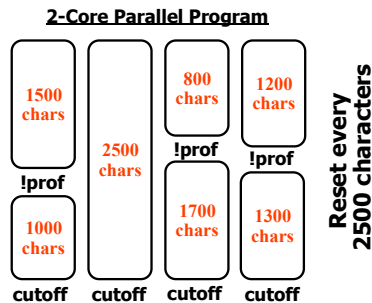 2-Core Parallel Program
1500
chars
!prof
1000
chars
cutoff
2500
chars
cutoff
800
chars
!prof
1700
chars
cutoff
1200
chars
!prof
1300
chars
cutoff
Reset every
2500 characters